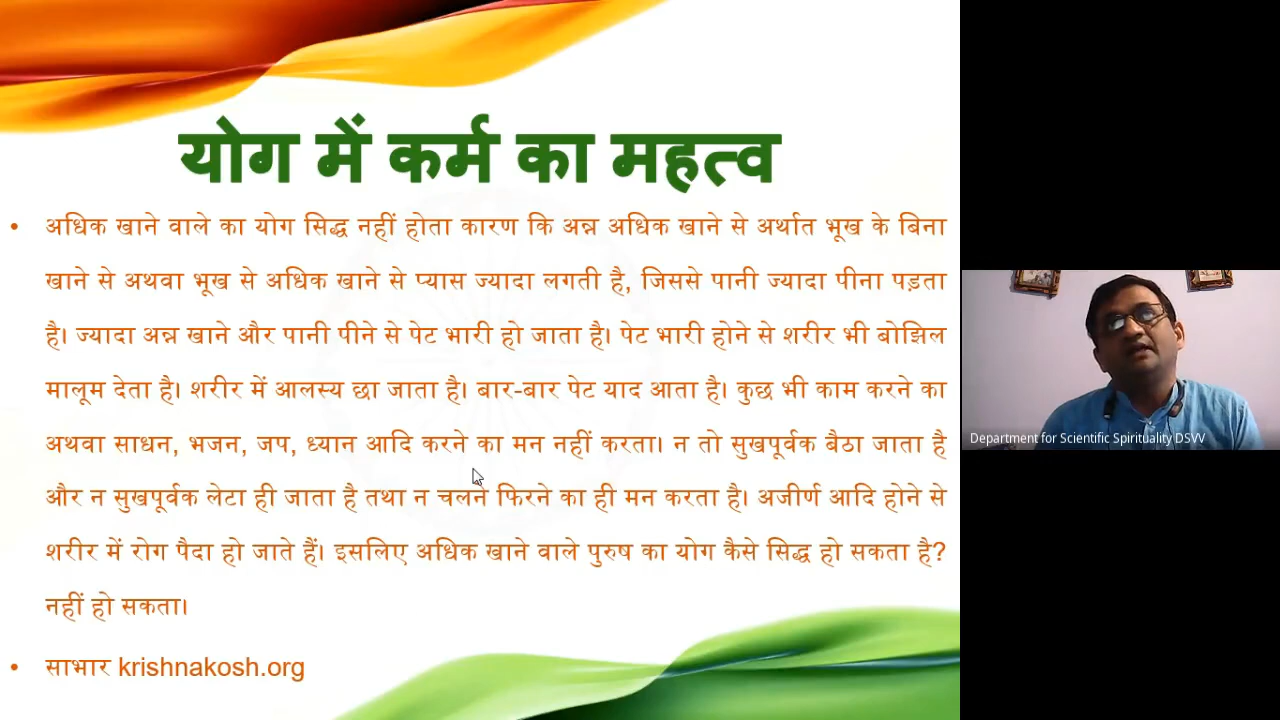 योग में कर्म का महत्व
• अधिक खाने वाले का योग सिद्ध नहीं होता कारण कि अन्न अधिक खाने से अर्थात भूख के बिना
खाने से अथवा भूख से अधिक खाने से प्यास ज्यादा लगती है, जिससे पानी ज्यादा पीना पड़ता
है। ज्यादा अन्न खाने और पानी पीने से पेट भारी हो जाता है। पेट भारी होने से शरीर भी बोझिल
मालूम देता है। शरीर में आलस्य छा जाता है। बार-बार पेट याद आता है। कुछ भी काम करने का
अथवा साधन, भजन, जप, ध्यान आदि करने का मन नहीं करता। न तो सुखपूर्वक बैठा जाता है
और न सुखपूर्वक लेटा ही जाता है तथा न चलने फिरने का ही मन करता है। अजीर्ण आदि होने से
शरीर में रोग पैदा हो जाते हैं। इसलिए अधिक खाने वाले पुरुष का योग कैसे सिद्ध हो सकता है?
नहीं हो सकता।
• साभार krishnakosh.org
Department for Scientific Spirituality DSVV